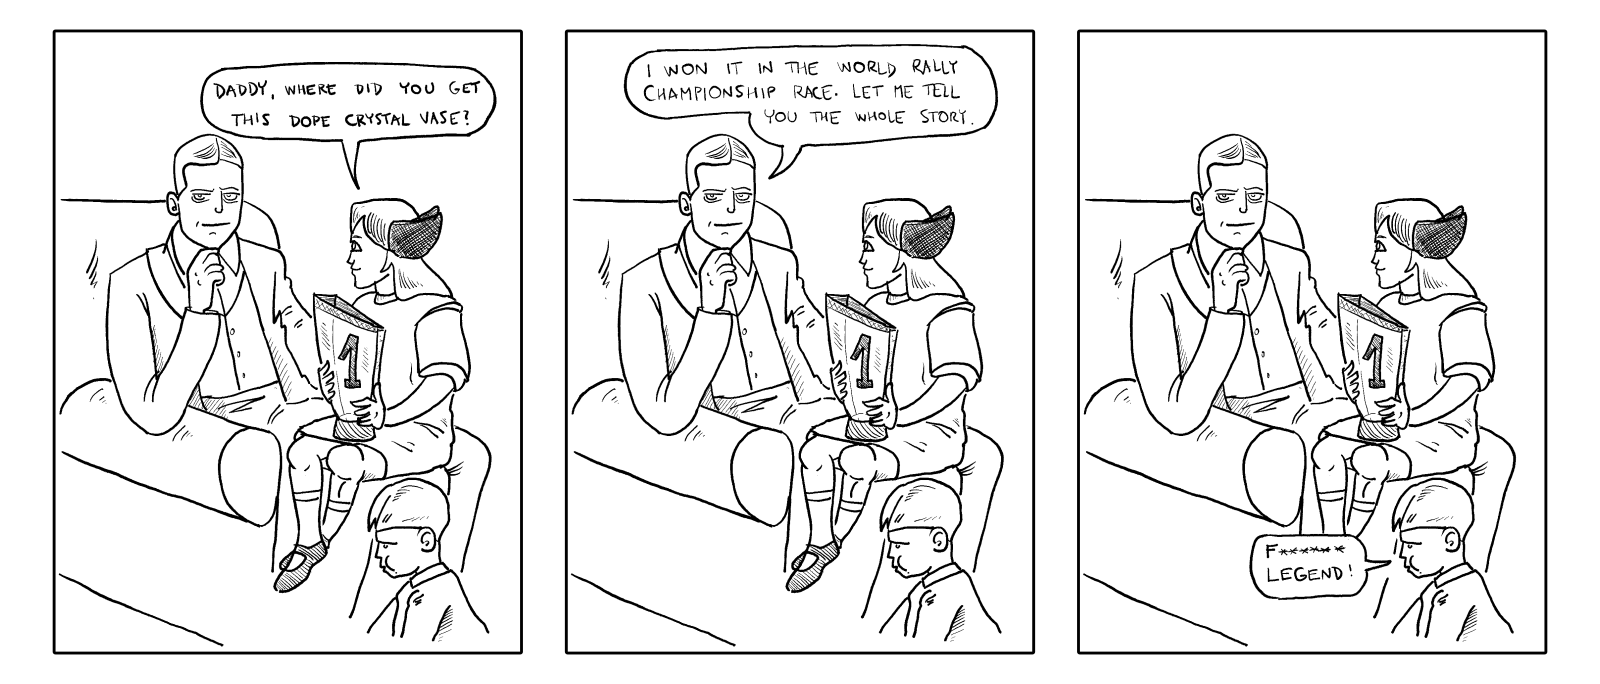 DADDY, WHERE DID YOU GET
THIS DOPE CRYSTAL VASE?
1
I WON IT IN THE WORLD RALLY
CHAMPIONSHIP RACE. LET ME TELL
YOU THE WHOLE STORY.
1
1
F******
LEGEND!